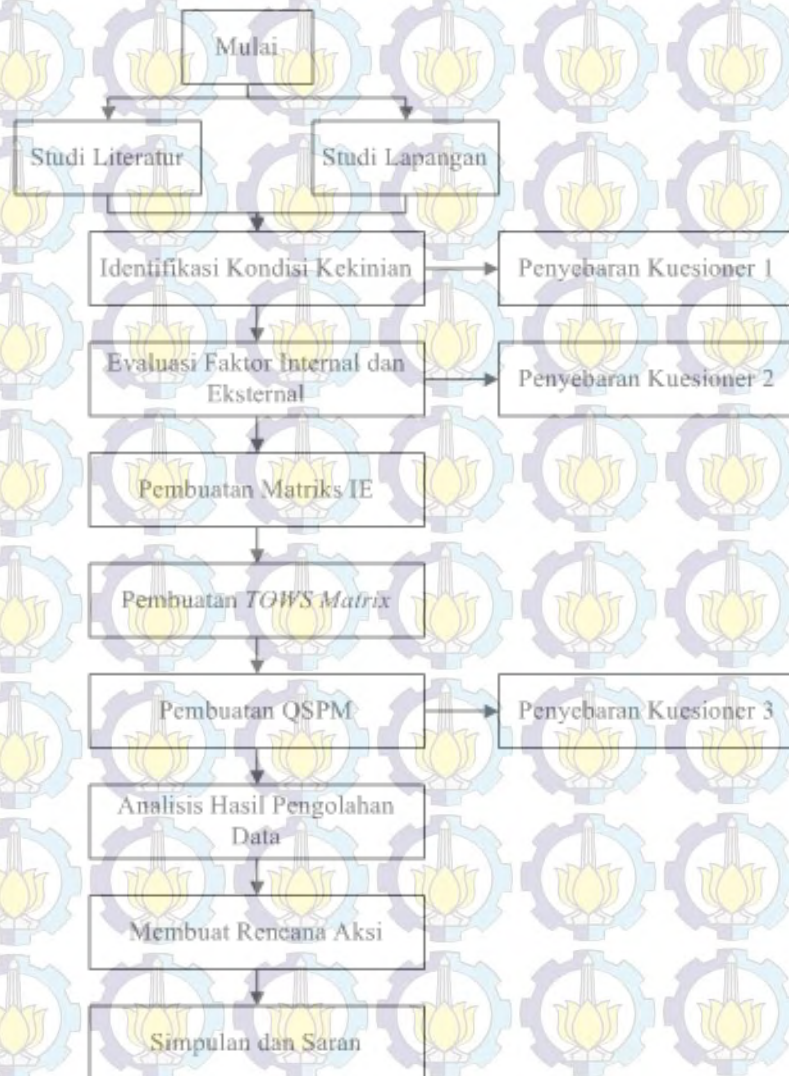 Mulai
Studi Literatur
Studi Lapangan
Identifikasi Kondisi Kekinian
Penyebaran Kuesioner 1
Evaluasi Faktor Internal dan
Eksternal
Penyebaran Kuesioner 2
Pembuatan Matriks IE
Pembuatan TOWS Matrix
Pembuatan QSPM
Penyebaran Kuesioner 3
Analisis Hasil Pengolahan
Data
Membuat Rencana Aksi
Simpulan dan Saran